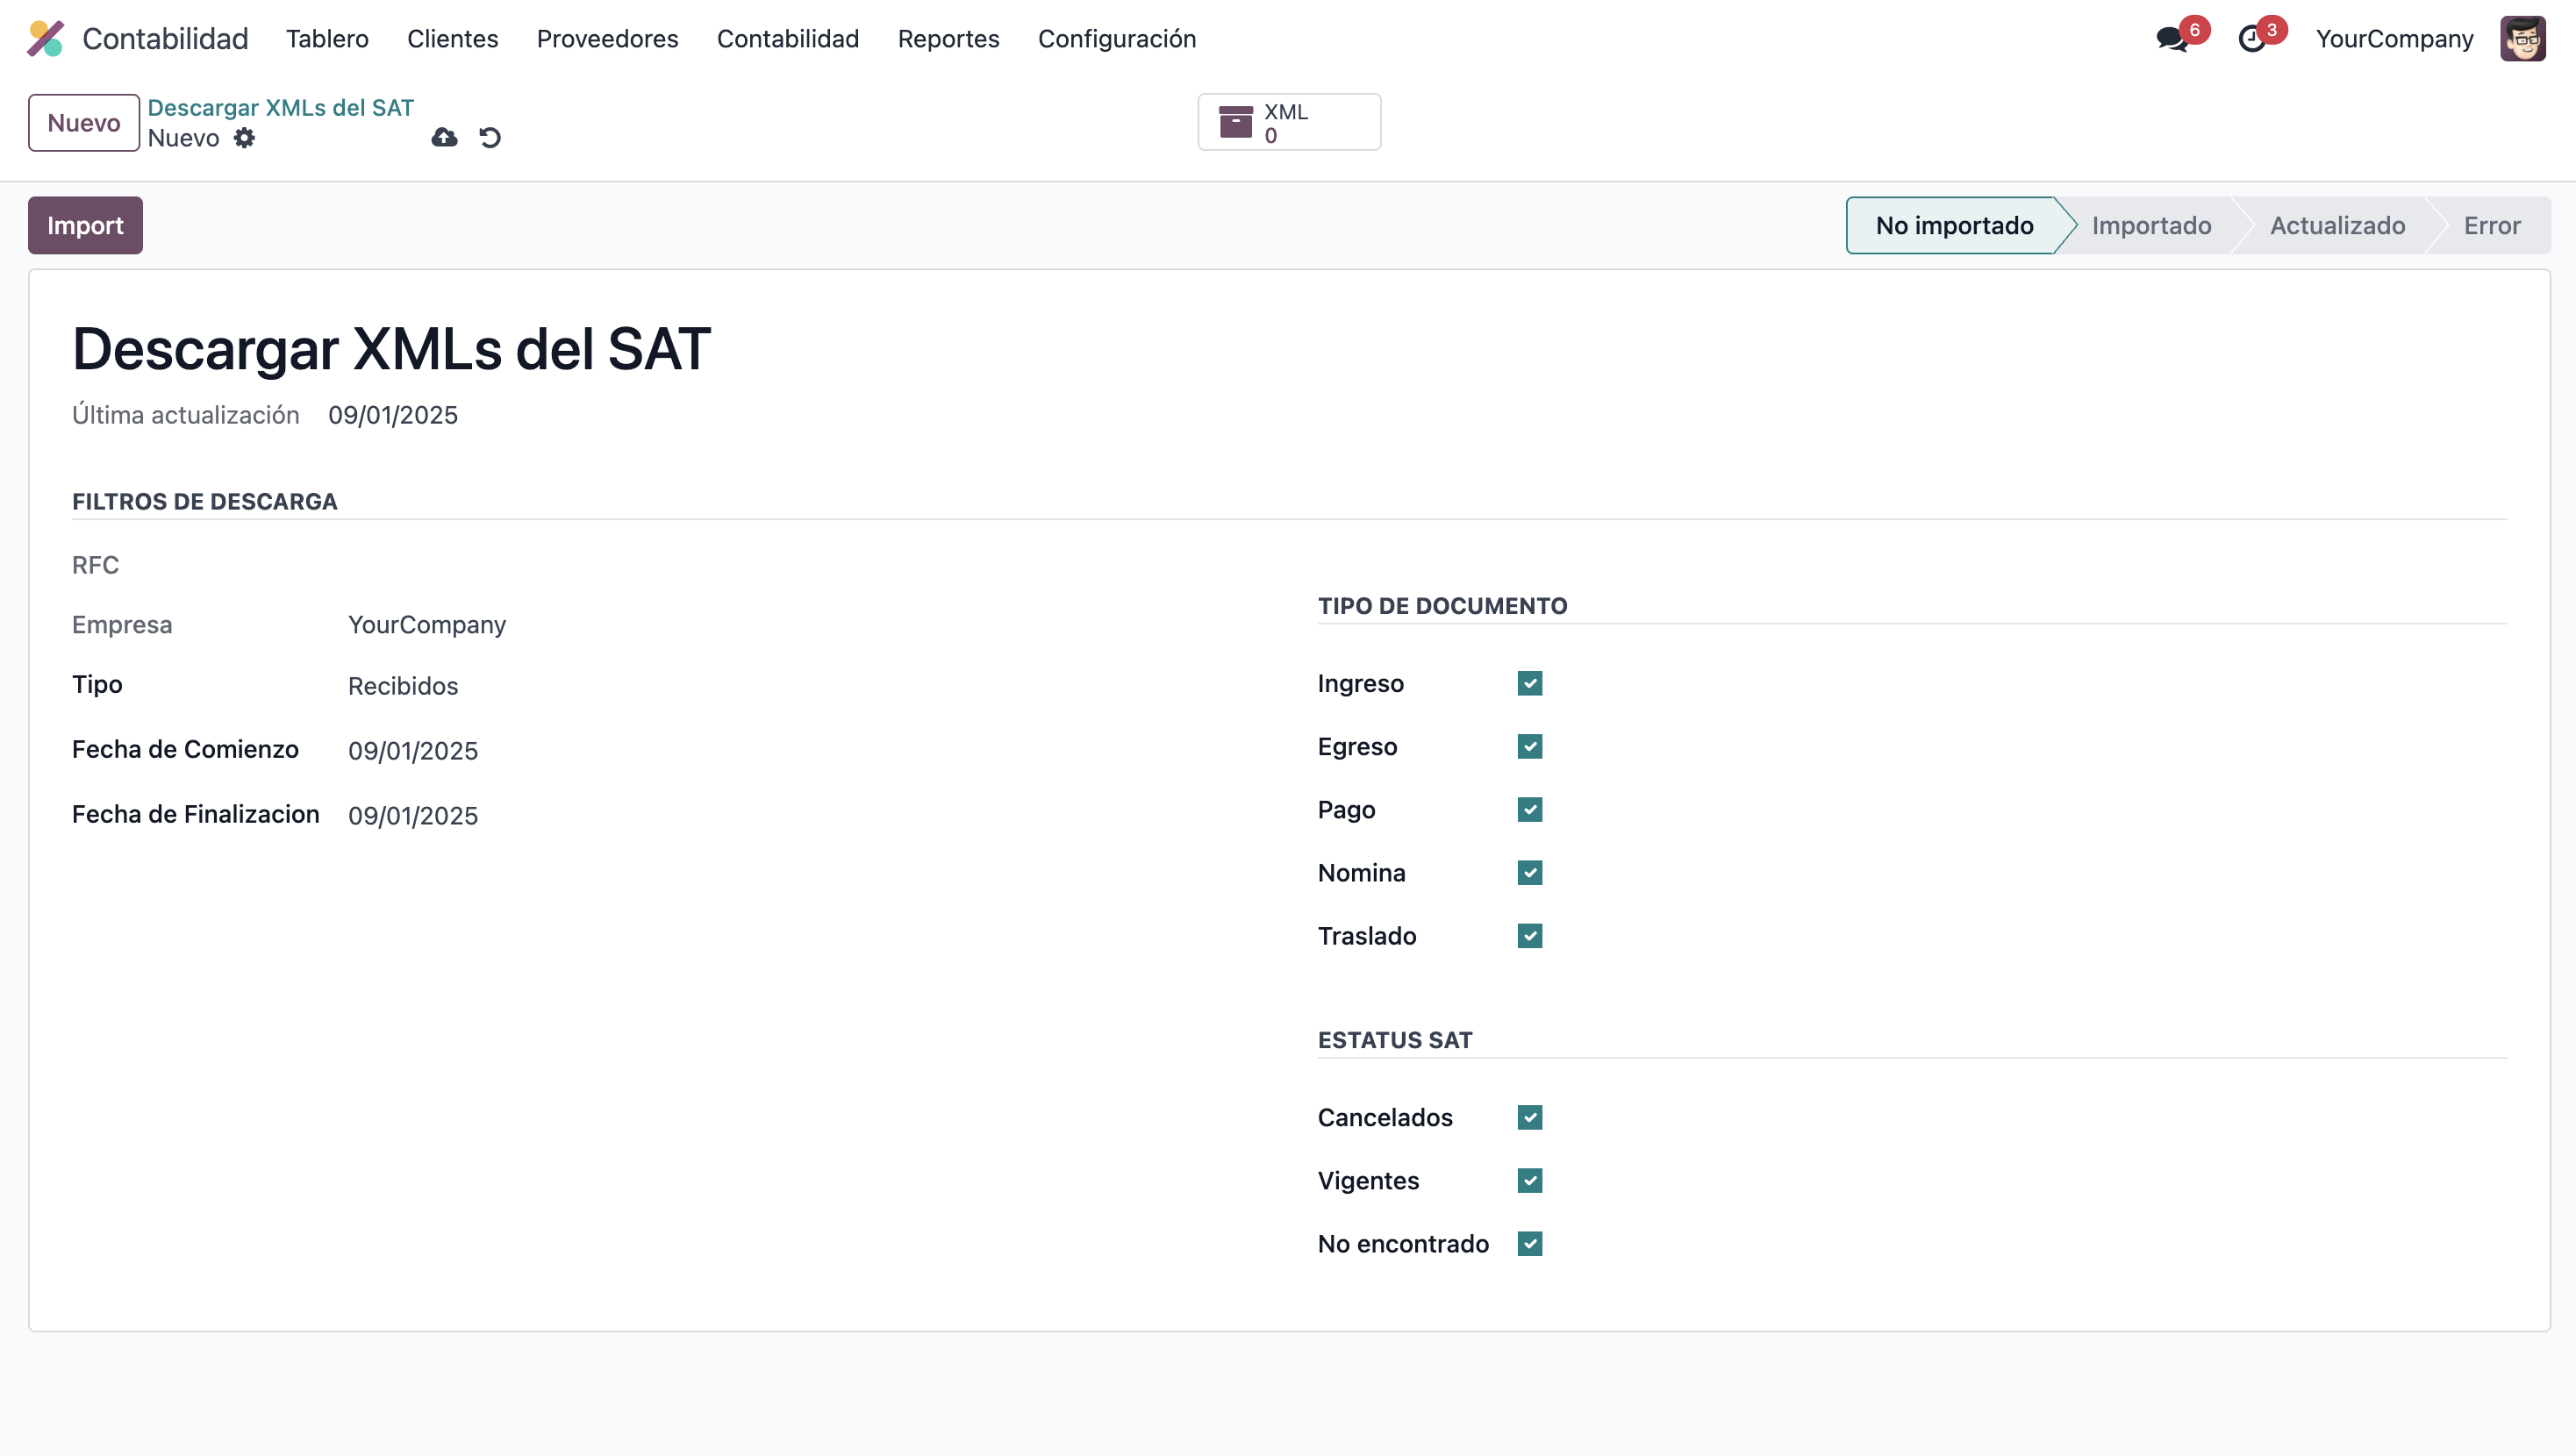 Contabilidad Tablero Clientes Proveedores Contabilidad Reportes Configuración 6 3 YourCompany
Nuevo
Descargar XMLs del SAT
Nuevo
XML
0
Import
No importado Importado Actualizado Error
Descargar XMLs del SAT
Última actualización 09/01/2025
FILTROS DE DESCARGA
RFC
Empresa YourCompany
Tipo Recibidos
Fecha de Comienzo 09/01/2025
Fecha de Finalizacion 09/01/2025
TIPO DE DOCUMENTO
Ingreso
Egreso
Pago
Nomina
Traslado
ESTATUS SAT
Cancelados
Vigentes
No encontrado